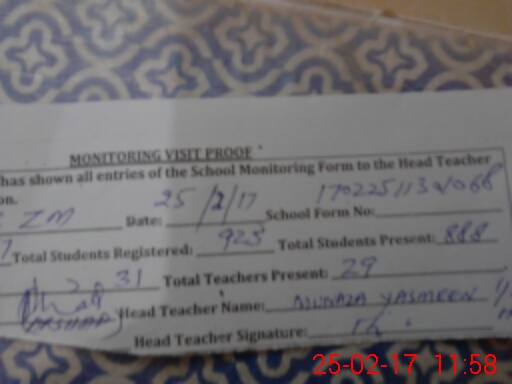 MONITORING VISIT PROOF
has shown all entries of the School Monitoring Form to the Head Teacher
on.
ZM Date: 25/2/17 School Form No:
7 Total Students Registered: 923 Total Students Present: 888
31 Total Teachers Present: 29
Head Teacher Name: MUNAZA YASMEEN
Head Teacher Signature:
25-02-17 11:58